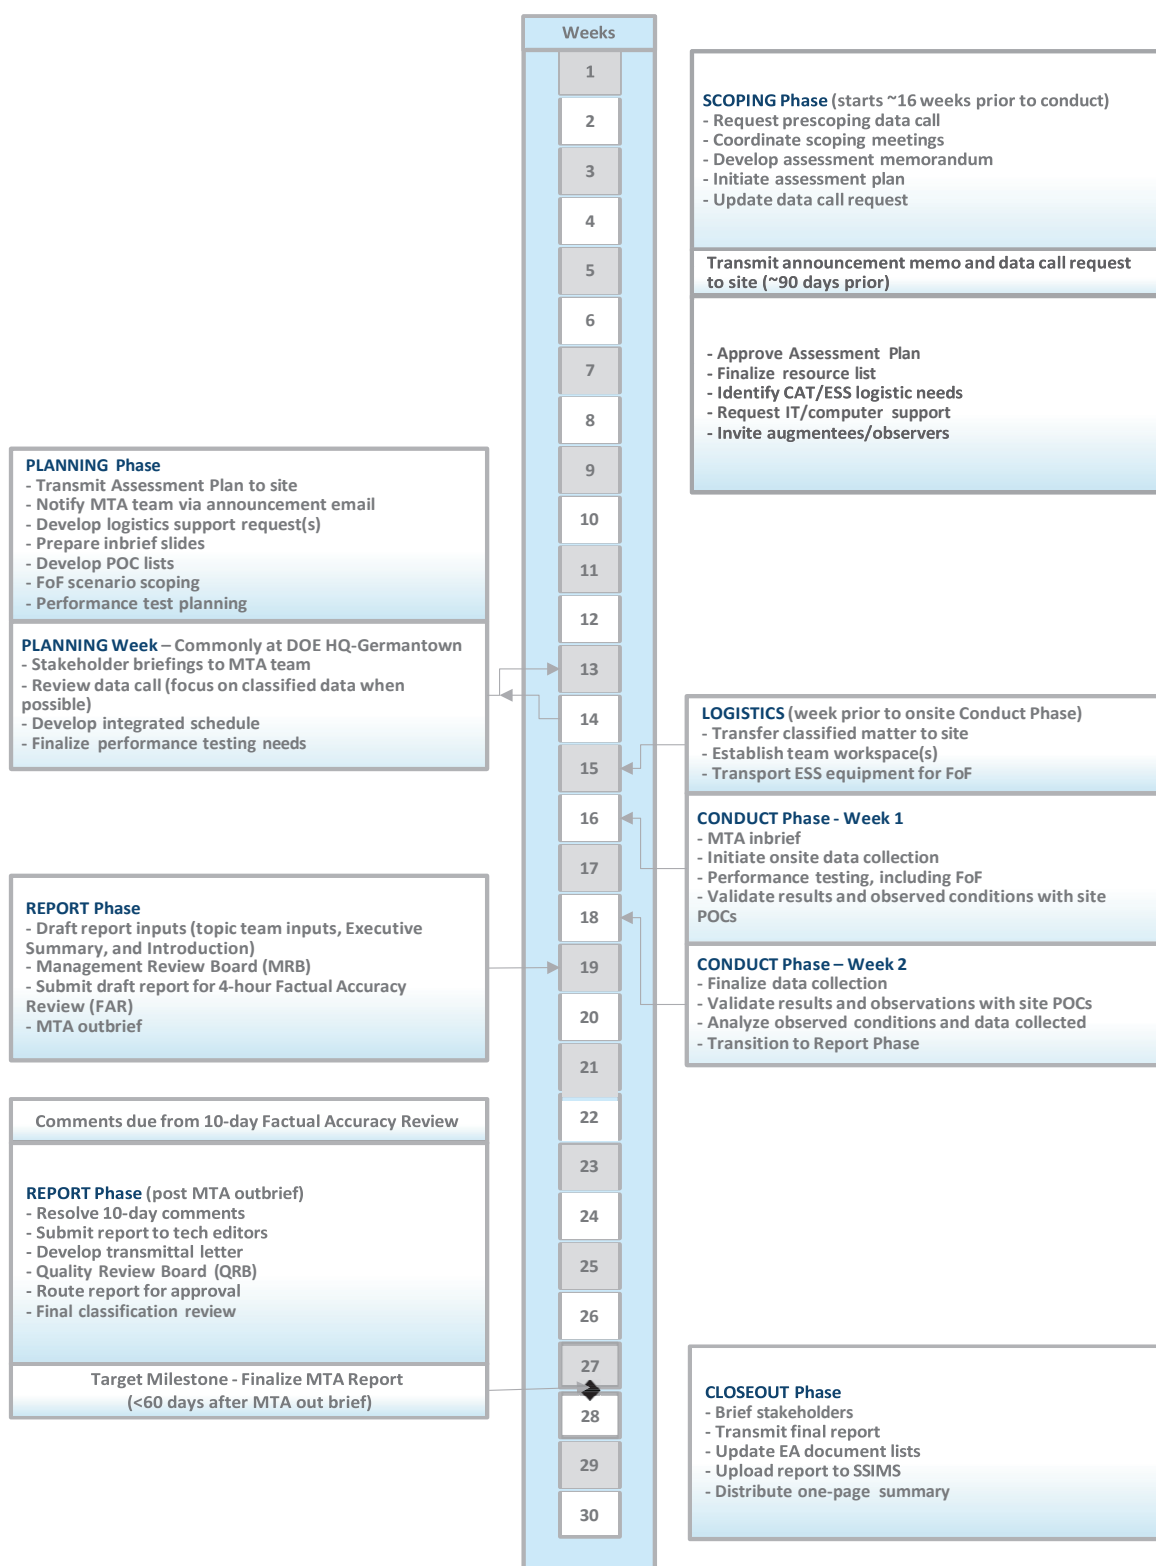 Weeks
1
2
3
4
5
6
7
8
9
10
11
12
13
14
15
16
17
18
19
20
21
22
23
24
25
26
27
28
29
30
SCOPING Phase (starts ~16 weeks prior to conduct)
- Request prescoping data call
- Coordinate scoping meetings
- Develop assessment memorandum
- Initiate assessment plan
- Update data call request
Transmit announcement memo and data call request
to site (~90 days prior)
- Approve Assessment Plan
- Finalize resource list
- Identify CAT/ESS logistic needs
- Request IT/computer support
- Invite augmentees/observers
PLANNING Phase
- Transmit Assessment Plan to site
- Notify MTA team via announcement email
- Develop logistics support request(s)
- Prepare inbrief slides
- Develop POC lists
- FoF scenario scoping
- Performance test planning
PLANNING Week – Commonly at DOE HQ-Germantown
- Stakeholder briefings to MTA team
- Review data call (focus on classified data when
possible)
- Develop integrated schedule
- Finalize performance testing needs
LOGISTICS (week prior to onsite Conduct Phase)
- Transfer classified matter to site
- Establish team workspace(s)
- Transport ESS equipment for FoF
CONDUCT Phase - Week 1
- MTA inbrief
- Initiate onsite data collection
- Performance testing, including FoF
- Validate results and observed conditions with site
POCs
CONDUCT Phase – Week 2
- Finalize data collection
- Validate results and observations with site POCs
- Analyze observed conditions and data collected
- Transition to Report Phase
REPORT Phase
- Draft report inputs (topic team inputs, Executive
Summary, and Introduction)
- Management Review Board (MRB)
- Submit draft report for 4-hour Factual Accuracy
Review (FAR)
- MTA outbrief
Comments due from 10-day Factual Accuracy Review
REPORT Phase (post MTA outbrief)
- Resolve 10-day comments
- Submit report to tech editors
- Develop transmittal letter
- Quality Review Board (QRB)
- Route report for approval
- Final classification review
Target Milestone - Finalize MTA Report
(<60 days after MTA out brief)
CLOSEOUT Phase
- Brief stakeholders
- Transmit final report
- Update EA document lists
- Upload report to SSIMS
- Distribute one-page summary